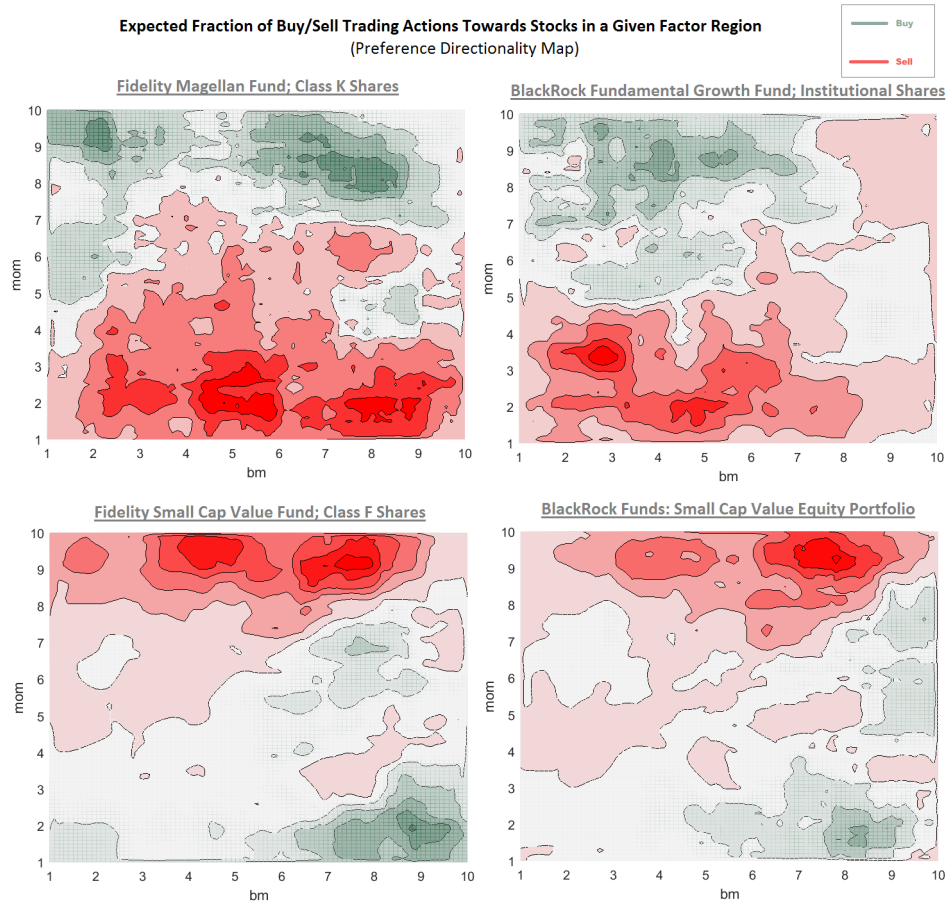 Expected Fraction of Buy/Sell Trading Actions Towards Stocks in a Given Factor Region
(Preference Directionality Map)
Buy
Sell
Fidelity Magellan Fund; Class K Shares
10
9
8
7
6
5
4
3
2
1
mom
1 2 3 4 5 6 7 8 9 10
bm
BlackRock Fundamental Growth Fund; Institutional Shares
10
9
8
7
6
5
4
3
2
1
mom
1 2 3 4 5 6 7 8 9 10
bm
Fidelity Small Cap Value Fund; Class F Shares
10
9
8
7
6
5
4
3
2
1
mom
1 2 3 4 5 6 7 8 9 10
bm
BlackRock Funds: Small Cap Value Equity Portfolio
10
9
8
7
6
5
4
3
2
1
mom
1 2 3 4 5 6 7 8 9 10
bm